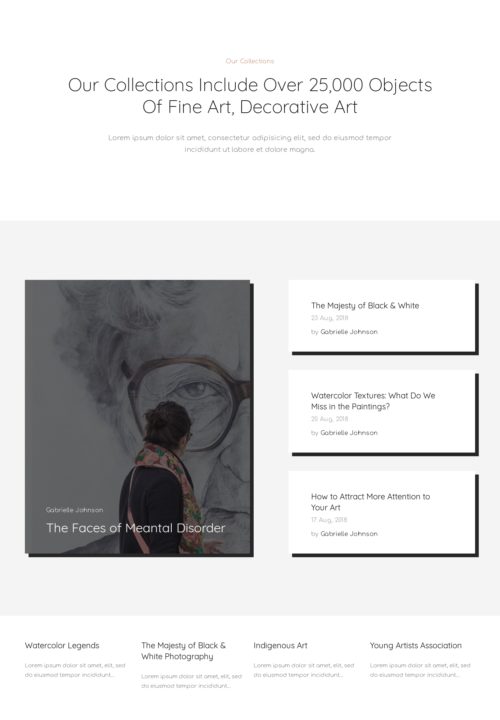 Our Collections
Our Collections Include Over 25,000 Objects
Of Fine Art, Decorative Art
Lorem ipsum dolor sit amet, consectetur adipisicing elit, sed do eiusmod tempor
incididunt ut labore et dolore magna.
Gabrielle Johnson
The Faces of Meantal Disorder
The Majesty of Black & White
23 Aug, 2018
by Gabrielle Johnson
Watercolor Textures: What Do We
Miss in the Paintings?
20 Aug, 2018
by Gabrielle Johnson
How to Attract More Attention to
Your Art
17 Aug, 2018
by Gabrielle Johnson
Watercolor Legends
Lorem ipsum dolor sit amet, elit, sed
do eiusmod tempor incididunt...
The Majesty of Black &
White Photography
Lorem ipsum dolor sit amet, elit, sed
do eiusmod tempor incididunt...
Indigenous Art
Lorem ipsum dolor sit amet, elit, sed
do eiusmod tempor incididunt...
Young Artists Association
Lorem ipsum dolor sit amet, elit, sed
do eiusmod tempor incididunt...